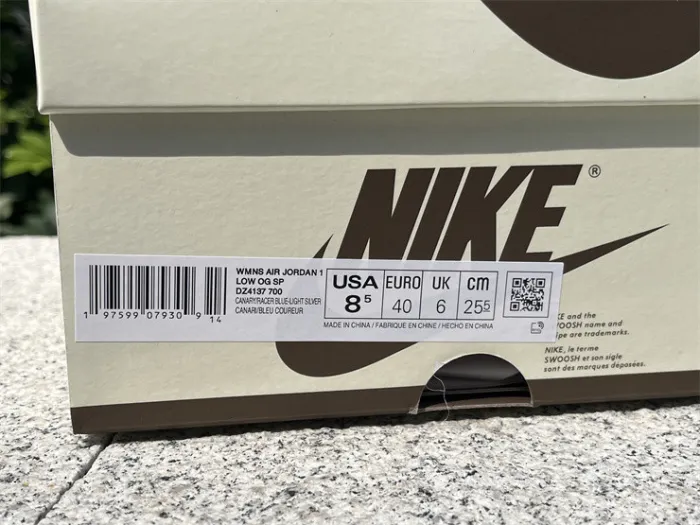 NIKE®
WMNS AIR JORDAN 1
LOW OG SP
DZ4137 700
CANARY/RACER BLUE-LIGHT SILVER
CANARI/BLEU COUREUR
1 97599 07930 9 14
USA EURO UK cm
8⁵ 40 6 25⁵
MADE IN CHINA / FABRIQUE EN CHINE / HECHO EN CHINA
KE and the
OOSH name and
pe are trademarks.
NIKE, le terme
SWOOSH et son sigle
sont des marques déposées.